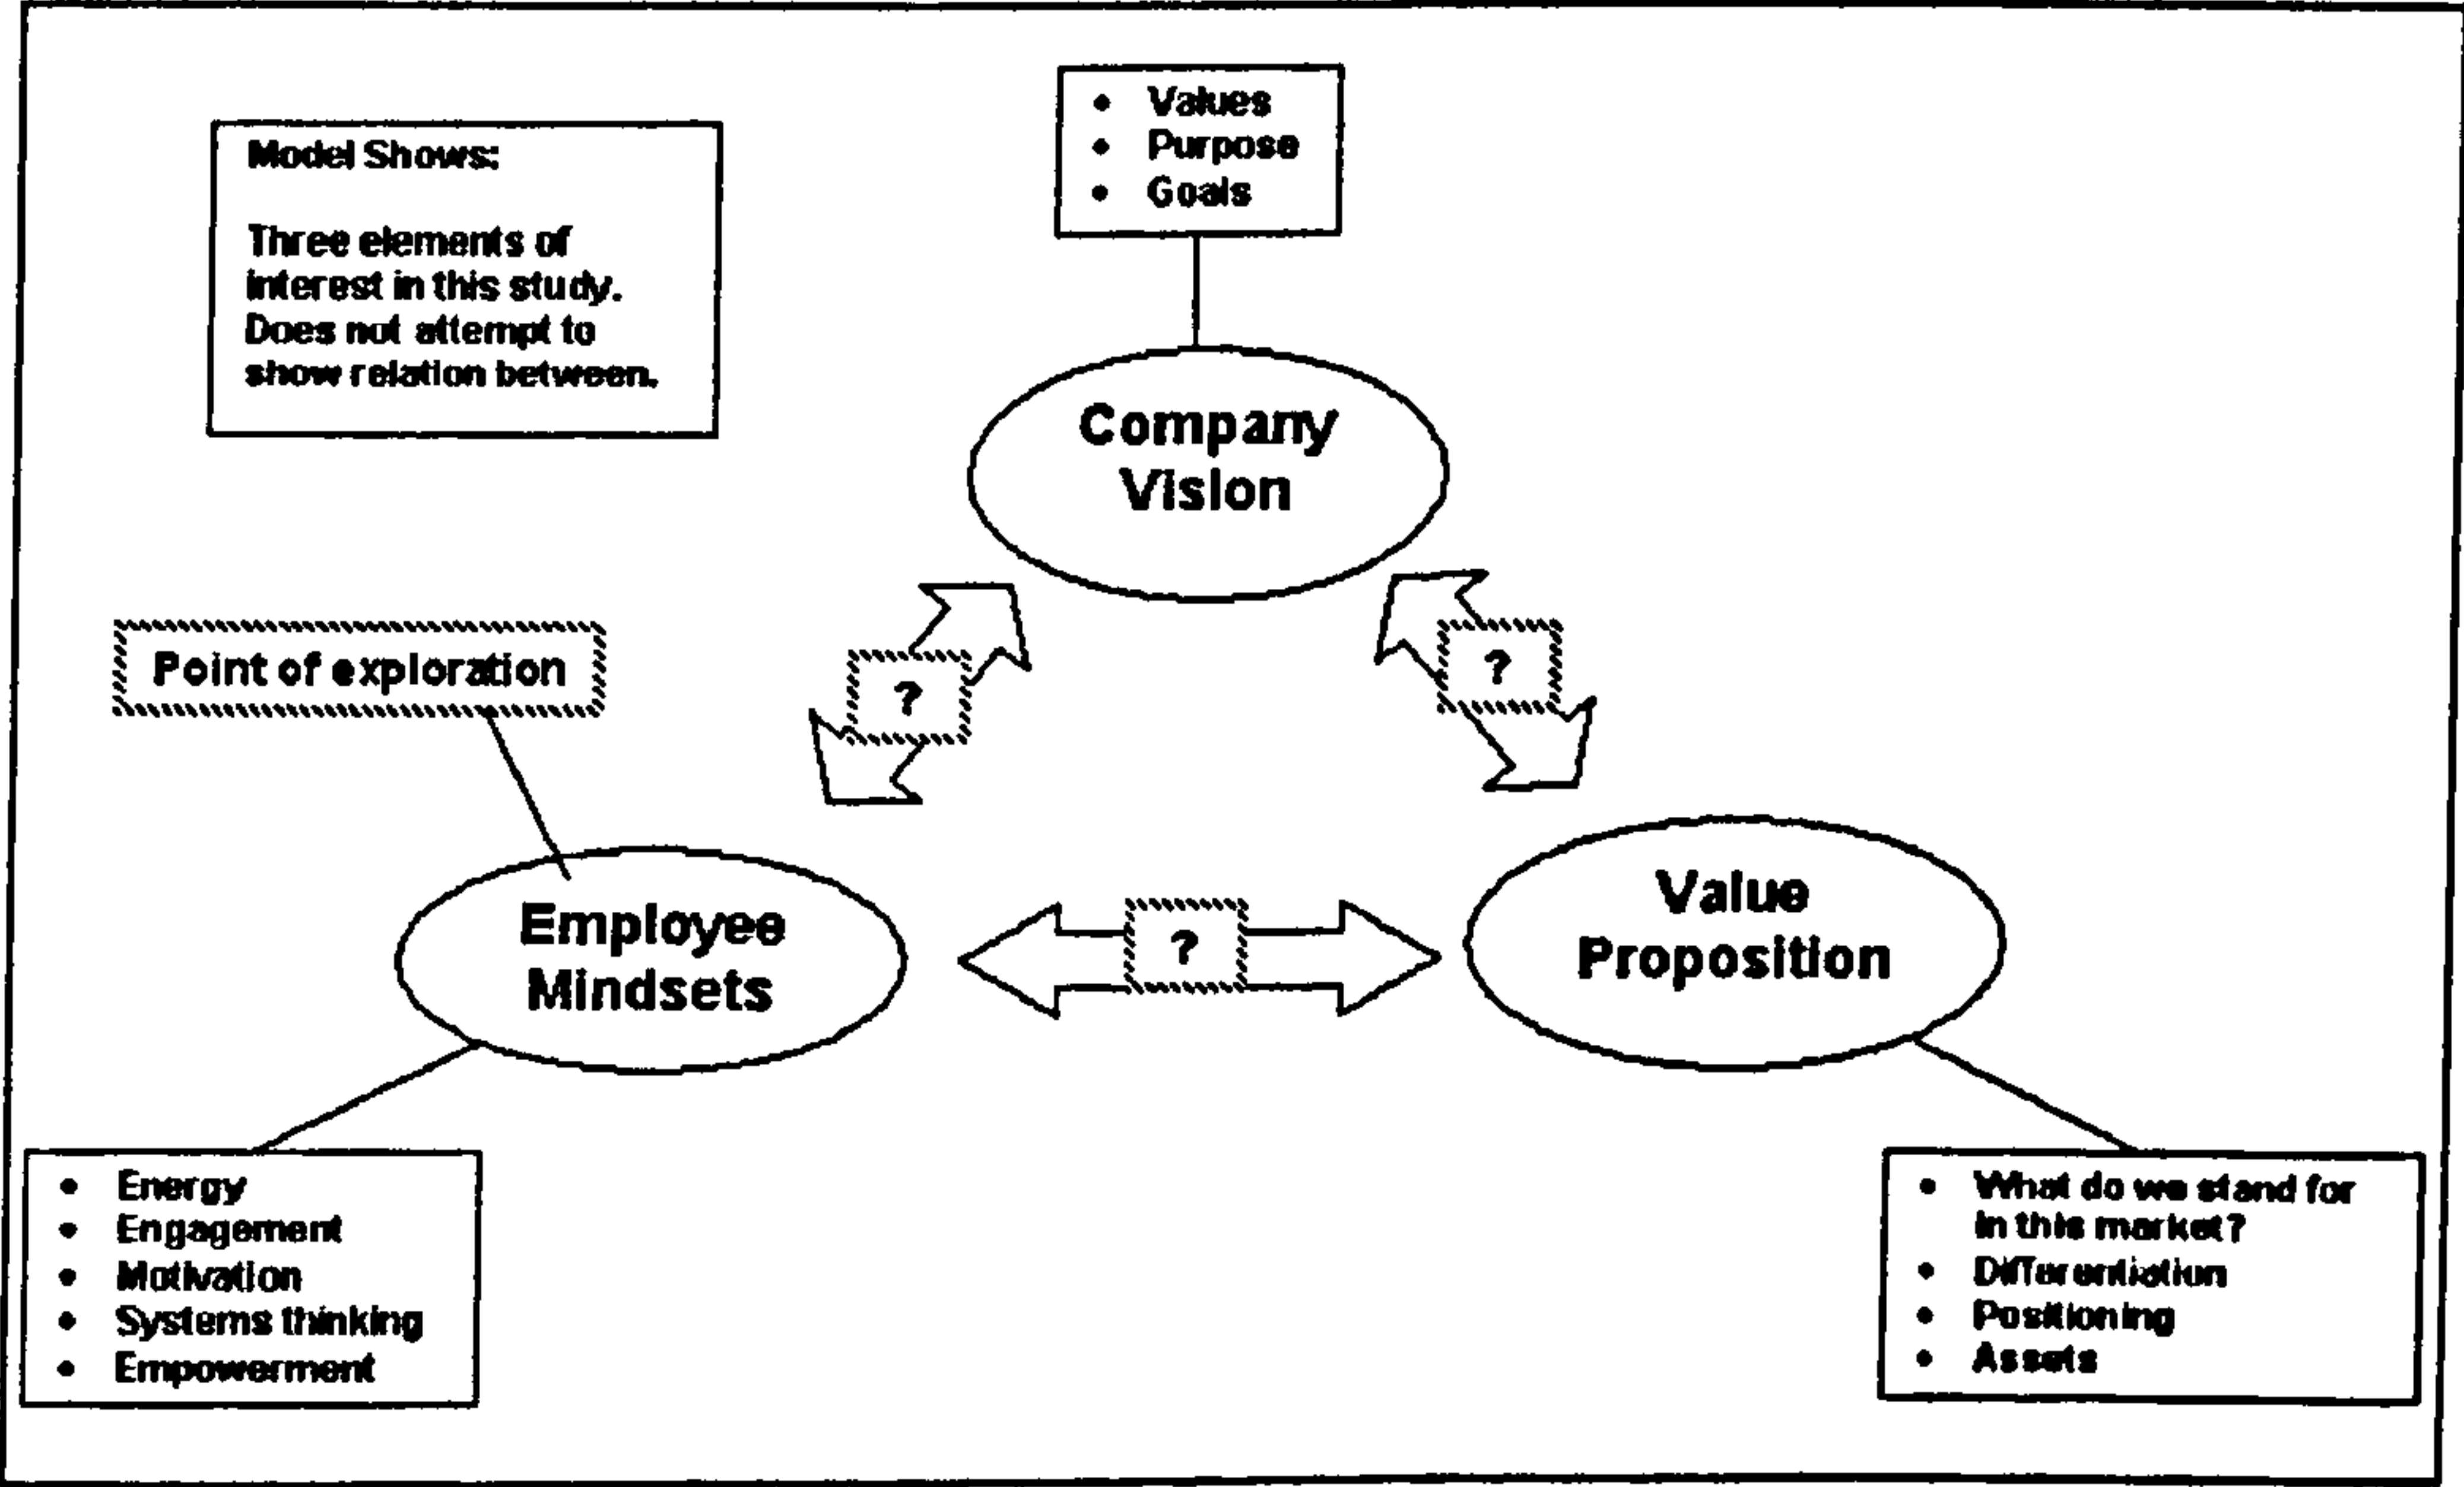 • Values
• Purpose
• Goals
Model Shows:
Three elements of
interest in this study.
Does not attempt to
show relation between.
Company
Vision
Point of exploration
?
?
Employee
Mindsets
?
Value
Proposition
• Energy
• Engagement
• Motivation
• Systems thinking
• Empowerment
• What do we stand for
in this market?
• Differentiation
• Positioning
• Assets